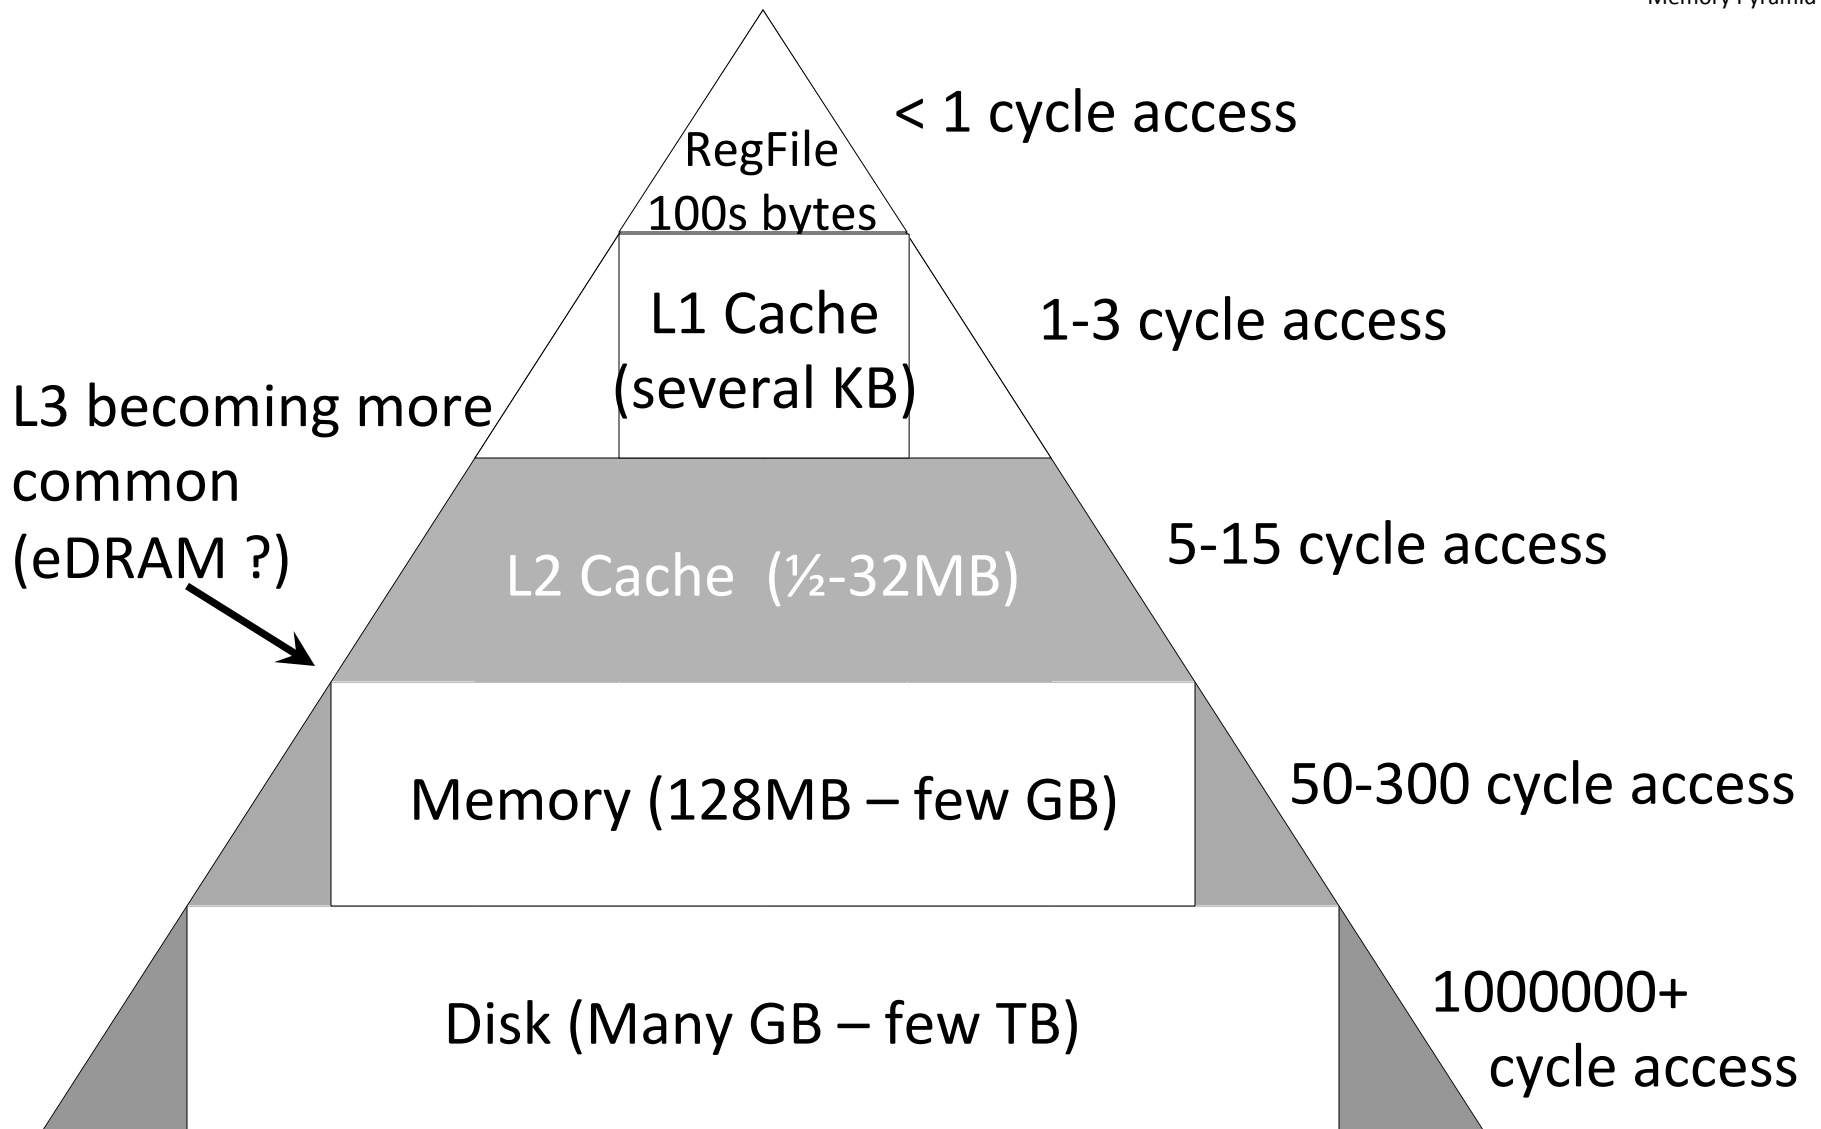 Memory Pyramid
< 1 cycle access
RegFile
100s bytes
L1 Cache
(several KB)
1-3 cycle access
L3 becoming more
common
(eDRAM ?)
L2 Cache (½-32MB)
5-15 cycle access
Memory (128MB – few GB)
50-300 cycle access
Disk (Many GB – few TB)
1000000+
cycle access